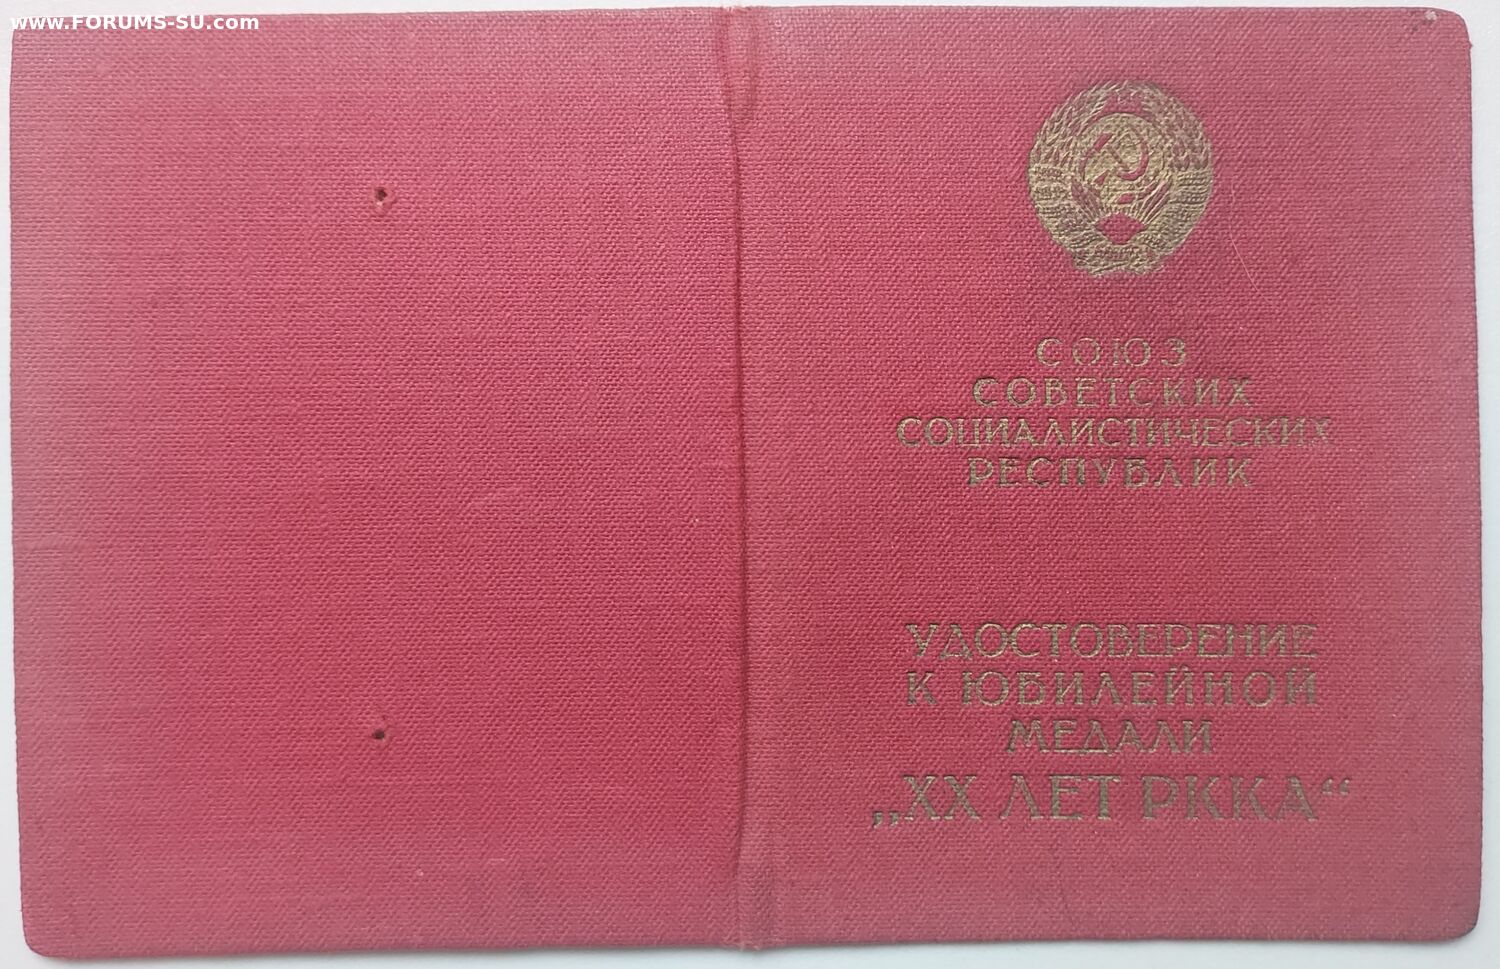 www.FORUMS-SU.com
СОЮЗ
СОВЕТСКИХ
СОЦИАЛИСТИЧЕСКИХ
РЕСПУБЛИК
УДОСТОВЕРЕНИЕ
К ЮБИЛЕЙНОЙ
МЕДАЛИ
„XX ЛЕТ РККА“